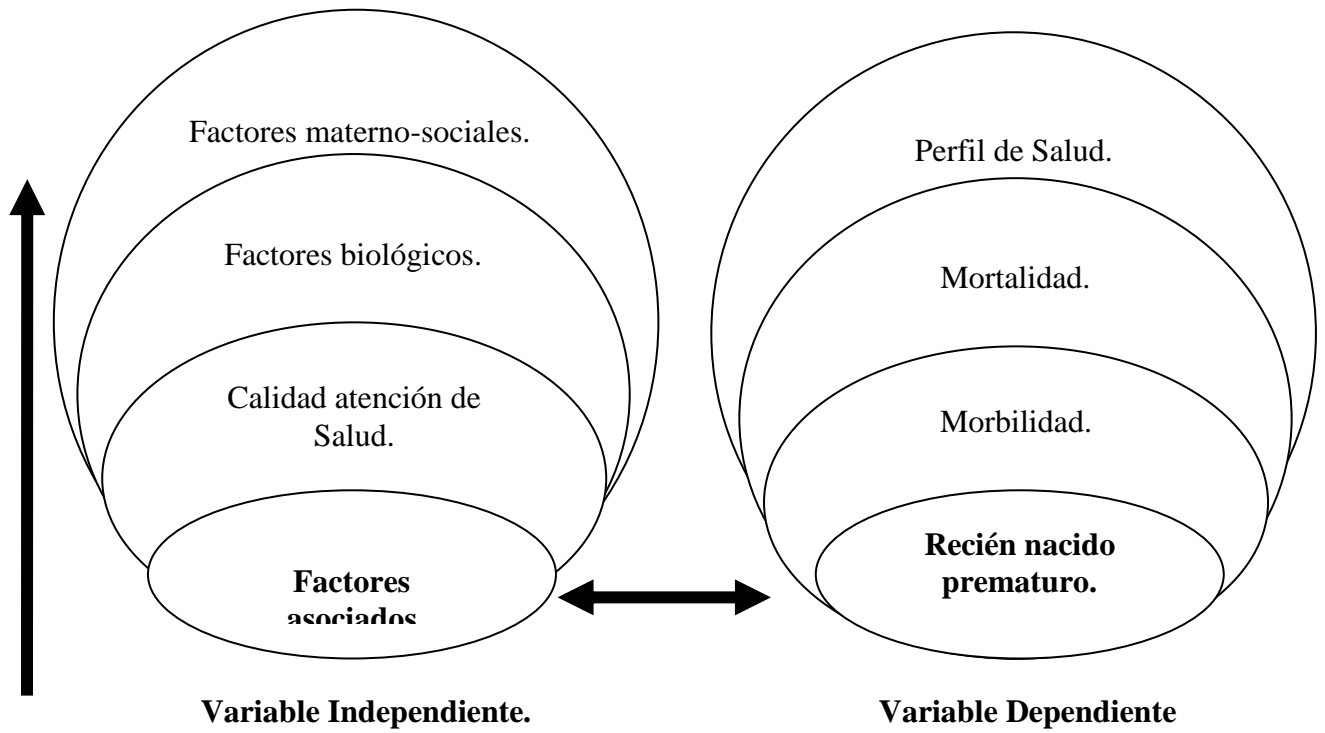 Factores materno-sociales.
Factores biológicos.
Calidad atención de
Salud.
Factores
asociados
Variable Independiente.
Perfil de Salud.
Mortalidad.
Morbilidad.
Recién nacido
prematuro.
Variable Dependiente